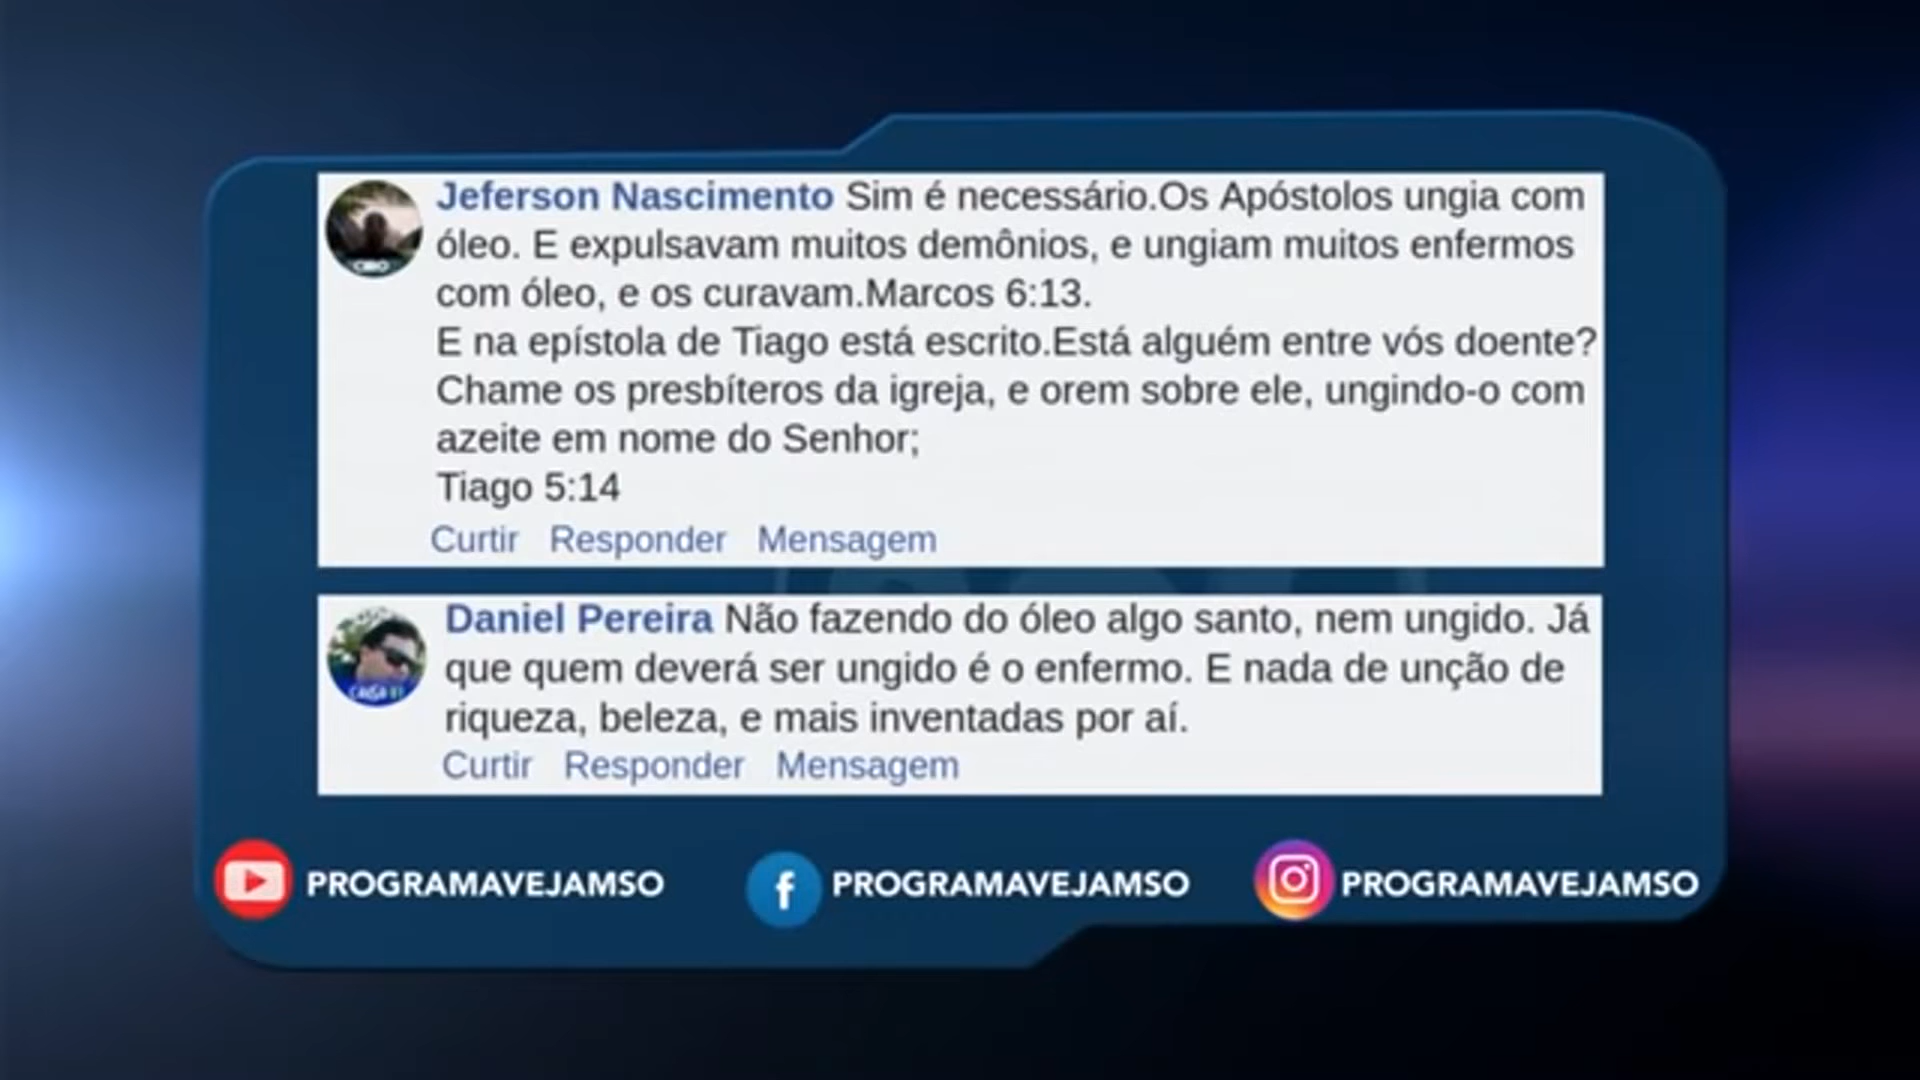 Jeferson Nascimento Sim é necessário.Os Apóstolos ungia com
óleo. E expulsavam muitos demônios, e ungiam muitos enfermos
com óleo, e os curavam.Marcos 6:13.
E na epístola de Tiago está escrito.Está alguém entre vós doente?
Chame os presbíteros da igreja, e orem sobre ele, ungindo-o com
azeite em nome do Senhor;
Tiago 5:14
Curtir Responder Mensagem
Daniel Pereira Não fazendo do óleo algo santo, nem ungido. Já
que quem deverá ser ungido é o enfermo. E nada de unção de
riqueza, beleza, e mais inventadas por aí.
Curtir Responder Mensagem
PROGRAMAVEJAMSO PROGRAMAVEJAMSO PROGRAMAVEJAMSO